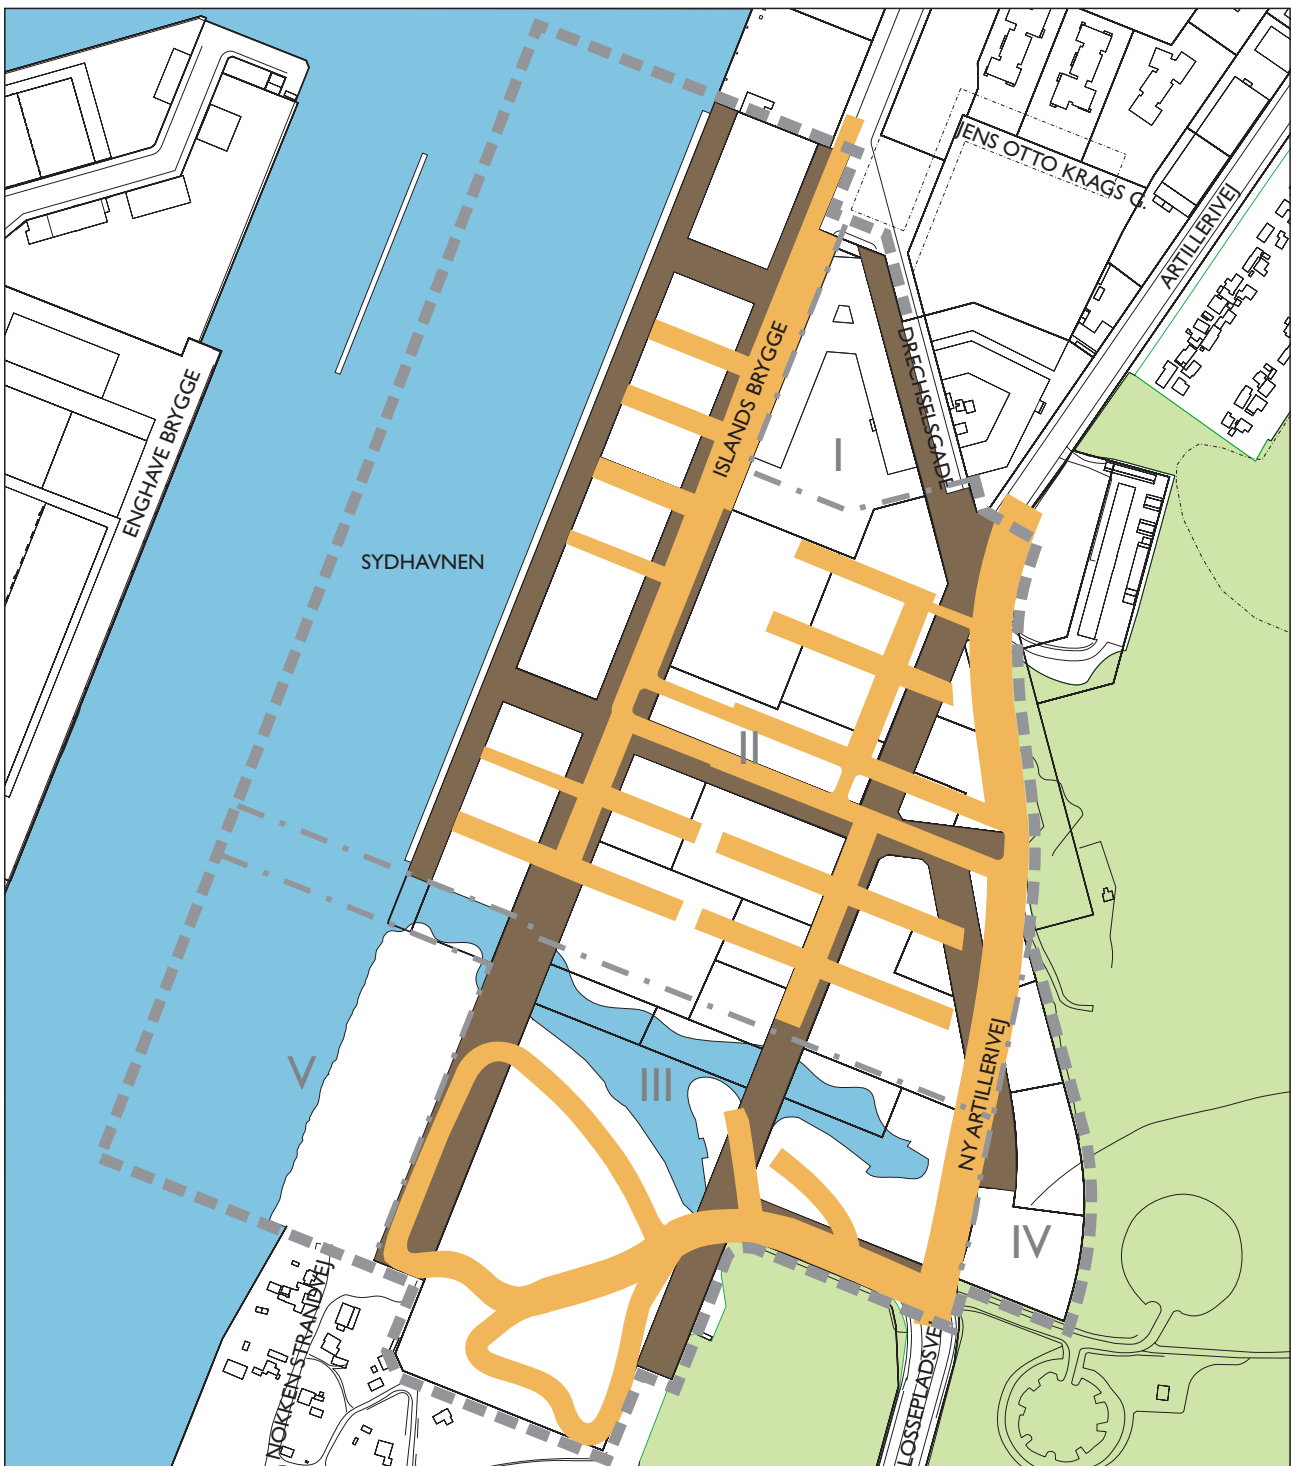 JENS OTTO KRAGS G.
ARTILLERIVEJ
ISLANDS BRYGGE
DRECHSELSGADE
ENGHAVE BRYGGE
I
SYDHAVNEN
II
V
III
NY ARTILLERIVEJ
IV
NOKKEN STRANDVEJ
LOSSEPLADSVE